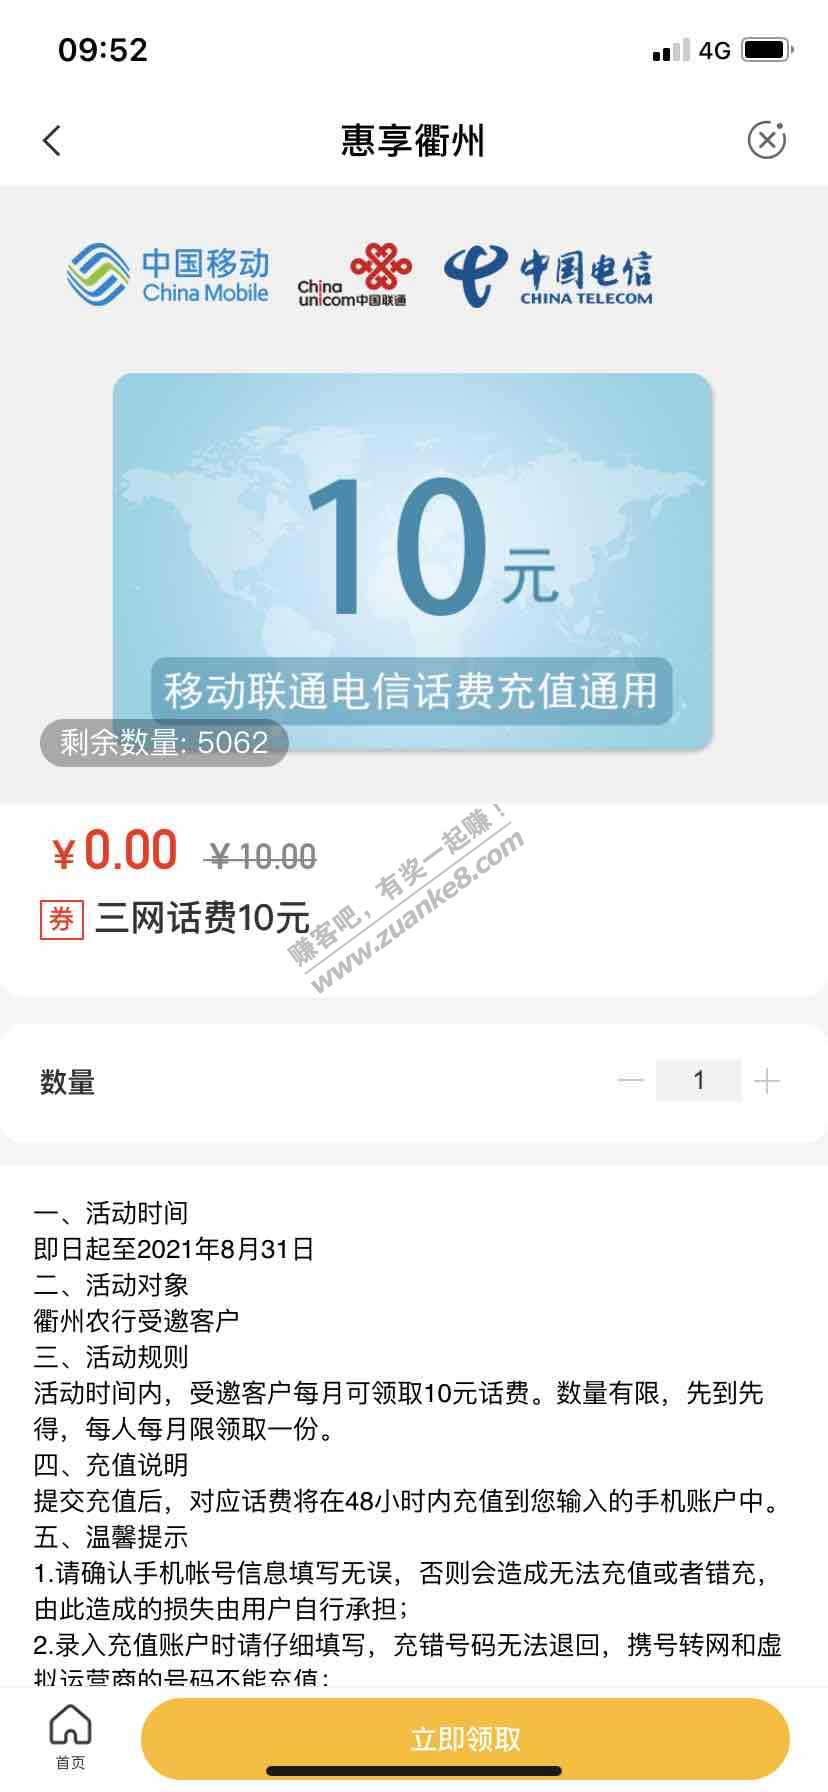 09:52
4G
惠享衢州
中国移动
China Mobile
China
unicom中国联通
中国电信
CHINA TELECOM
10元
移动联通电信话费充值通用
剩余数量: 5062
¥0.00 ¥10.00
券 三网话费10元
赚客吧，有奖一起赚！
www.zuanke8.com
数量
1
一、活动时间
即日起至2021年8月31日
二、活动对象
衢州农行受邀客户
三、活动规则
活动时间内，受邀客户每月可领取10元话费。数量有限，先到先
得，每人每月限领取一份。
四、充值说明
提交充值后，对应话费将在48小时内充值到您输入的手机账户中。
五、温馨提示
1.请确认手机帐号信息填写无误，否则会造成无法充值或者错充，
由此造成的损失由用户自行承担；
2.录入充值账户时请仔细填写，充错号码无法退回，携号转网和虚
拟运营商的号码不能充值；
首页
立即领取